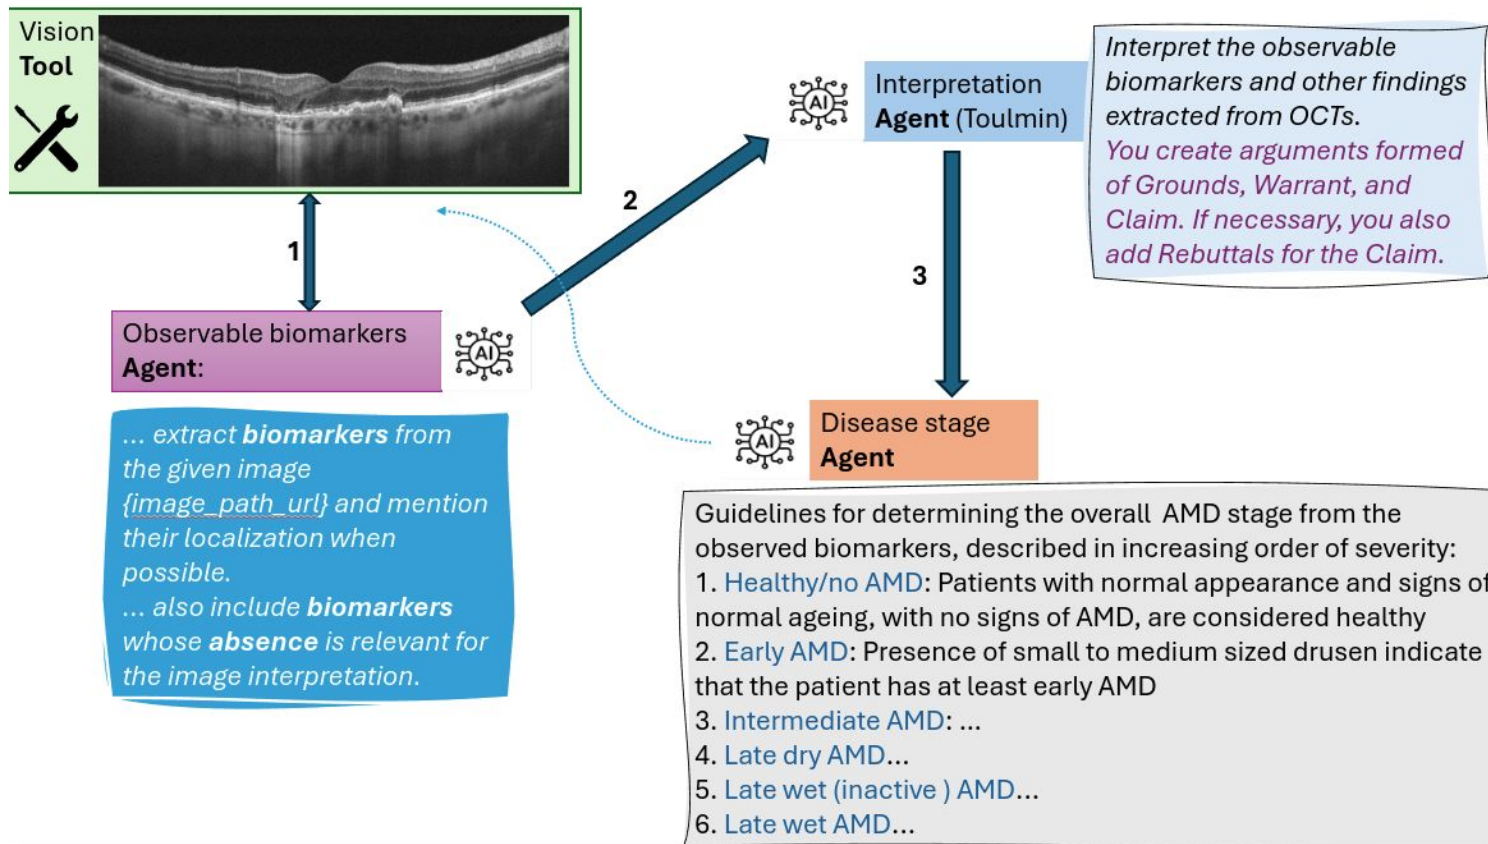 Vision
Tool
1
Observable biomarkers
Agent:
AI
... extract biomarkers from
the given image
{image_path_url} and mention
their localization when
possible.
... also include biomarkers
whose absence is relevant for
the image interpretation.
2
AI
Interpretation
Agent (Toulmin)
Interpret the observable
biomarkers and other findings
extracted from OCTs.
You create arguments formed
of Grounds, Warrant, and
Claim. If necessary, you also
add Rebuttals for the Claim.
3
AI
Disease stage
Agent
Guidelines for determining the overall AMD stage from the
observed biomarkers, described in increasing order of severity:
1. Healthy/no AMD: Patients with normal appearance and signs of
normal ageing, with no signs of AMD, are considered healthy
2. Early AMD: Presence of small to medium sized drusen indicate
that the patient has at least early AMD
3. Intermediate AMD: ...
4. Late dry AMD...
5. Late wet (inactive ) AMD...
6. Late wet AMD...